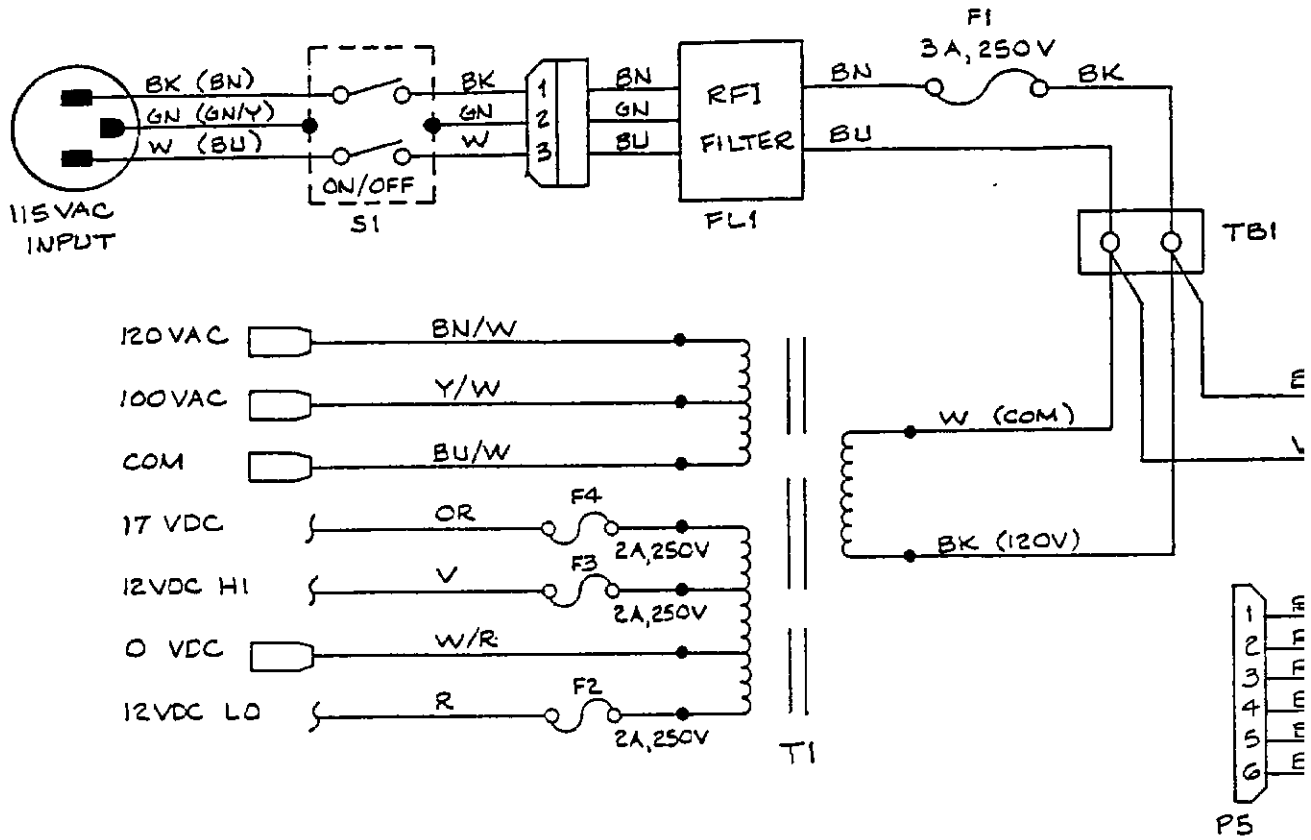 F1
3A, 250V
BK (BN)
BK
1
BN
RFI
FILTER
BN
BK
GN (GN/Y)
GN
2
GN
W (BU)
W
3
BU
BU
ON/OFF
S1
FL1
115VAC
INPUT
TB1
120VAC
BN/W
100VAC
Y/W
W (COM)
COM
BU/W
17 VDC
OR
F4
2A,250V
BK (120V)
12VDC HI
V
F3
2A,250V
0 VDC
W/R
12VDC LO
R
F2
2A,250V
T1
1
2
3
4
5
6
P5